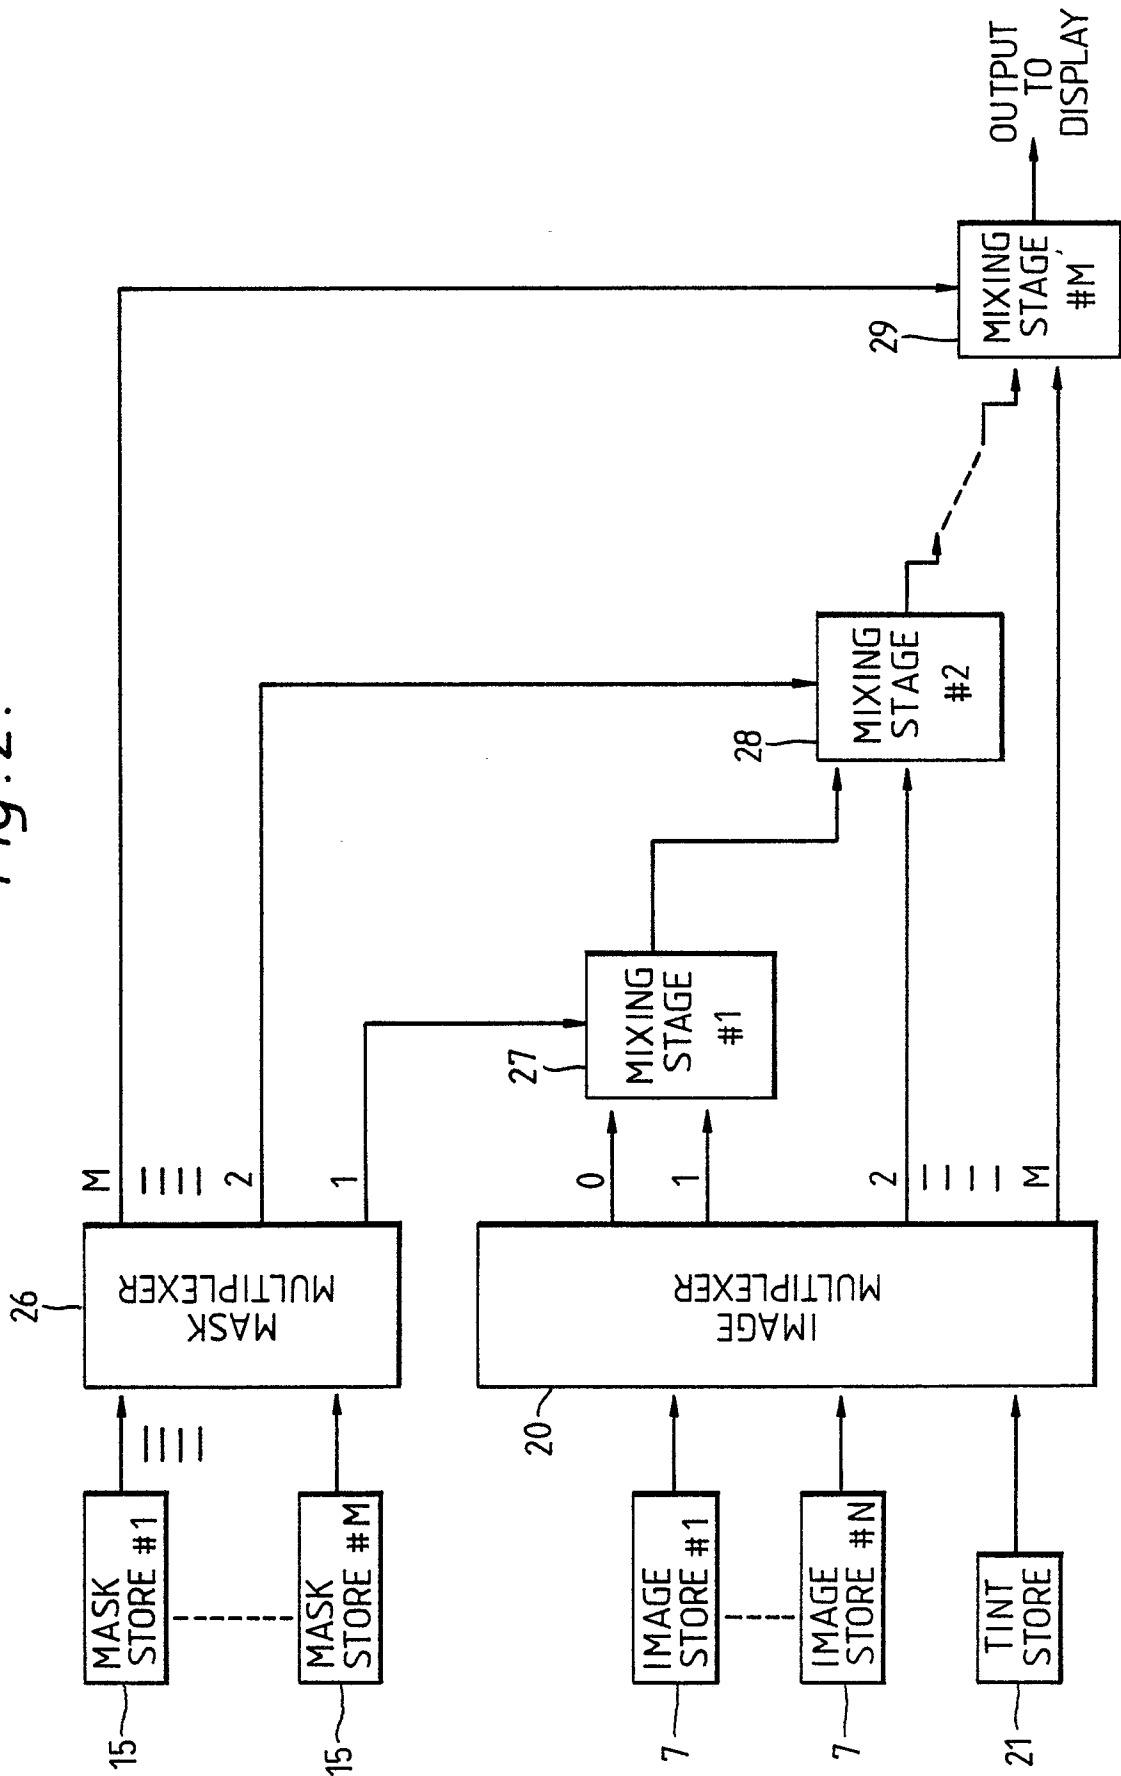 Fig.2.
26
MASK
MULTIPLEXER
M
2
1
MASK
STORE #1
15
MASK
STORE #M
15
IMAGE
MULTIPLEXER
20
0
1
2
M
IMAGE
STORE #1
7
IMAGE
STORE #N
7
TINT
STORE
21
MIXING
STAGE
#1
27
MIXING
STAGE
#2
28
MIXING
STAGE
#M
29
OUTPUT
TO
DISPLAY